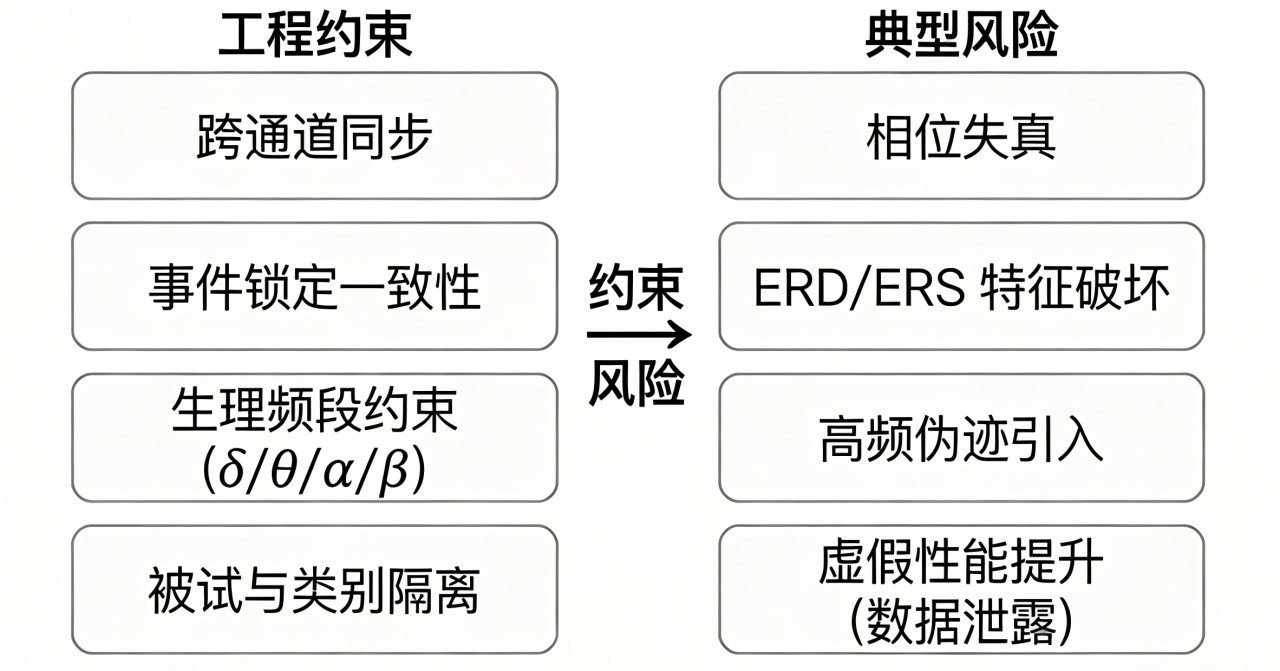 工程约束
跨通道同步
事件锁定一致性
生理频段约束
(δ/θ/α/β)
被试与类别隔离
约束
风险
典型风险
相位失真
ERD/ERS 特征破坏
高频伪迹引入
虚假性能提升
(数据泄露)